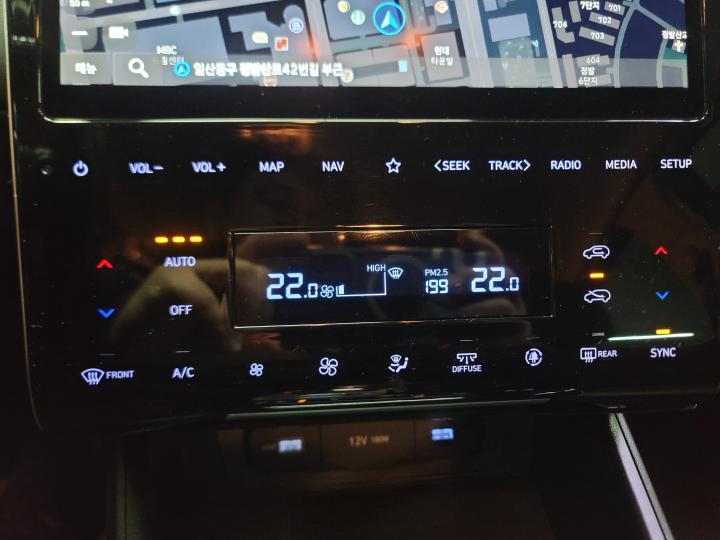 50 m
7단지
704
702
701
703
정발산교
MBC
현대
타운빌
604
정발
6단지
메뉴
일산동구 정발산로42번길 부근
VOL−
VOL+
MAP
NAV
<SEEK
TRACK>
RADIO
MEDIA
SETUP
AUTO
OFF
22.0
HIGH
PM2.5
199
22.0
FRONT
A/C
DIFFUSE
REAR
SYNC
12V 180W